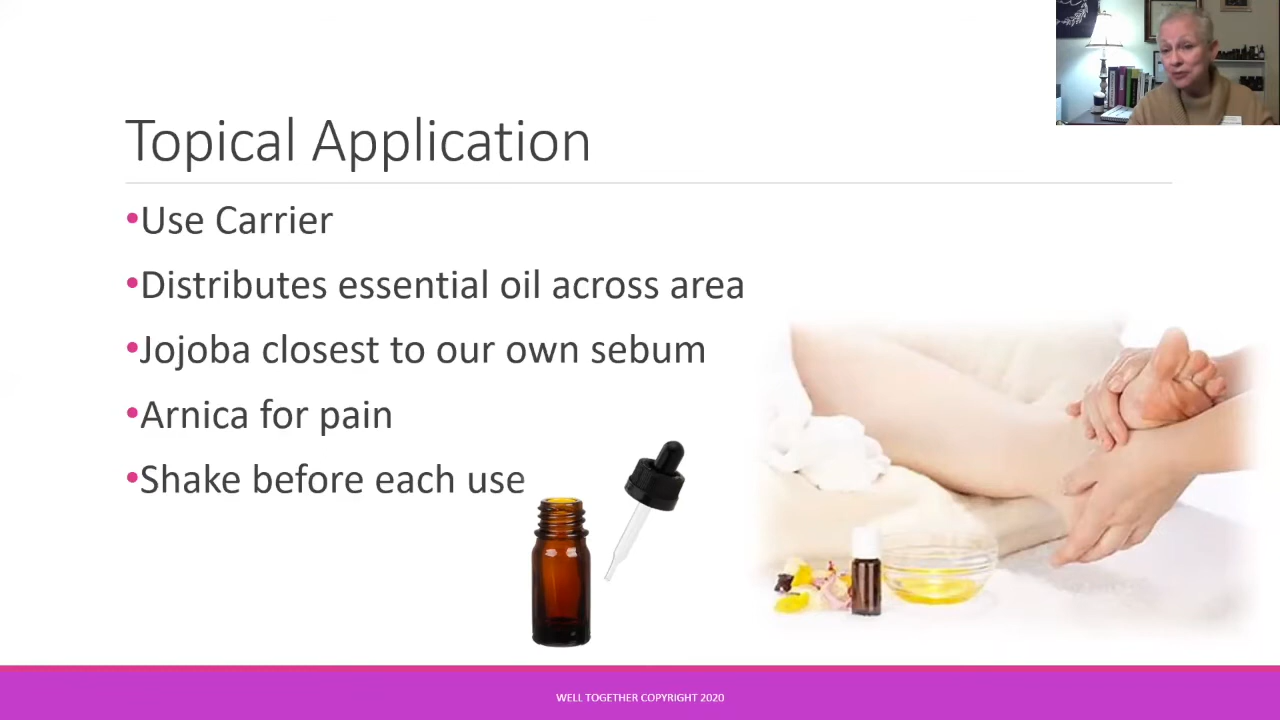 Topical Application
•Use Carrier
•Distributes essential oil across area
•Jojoba closest to our own sebum
•Arnica for pain
•Shake before each use
WELL TOGETHER COPYRIGHT 2020